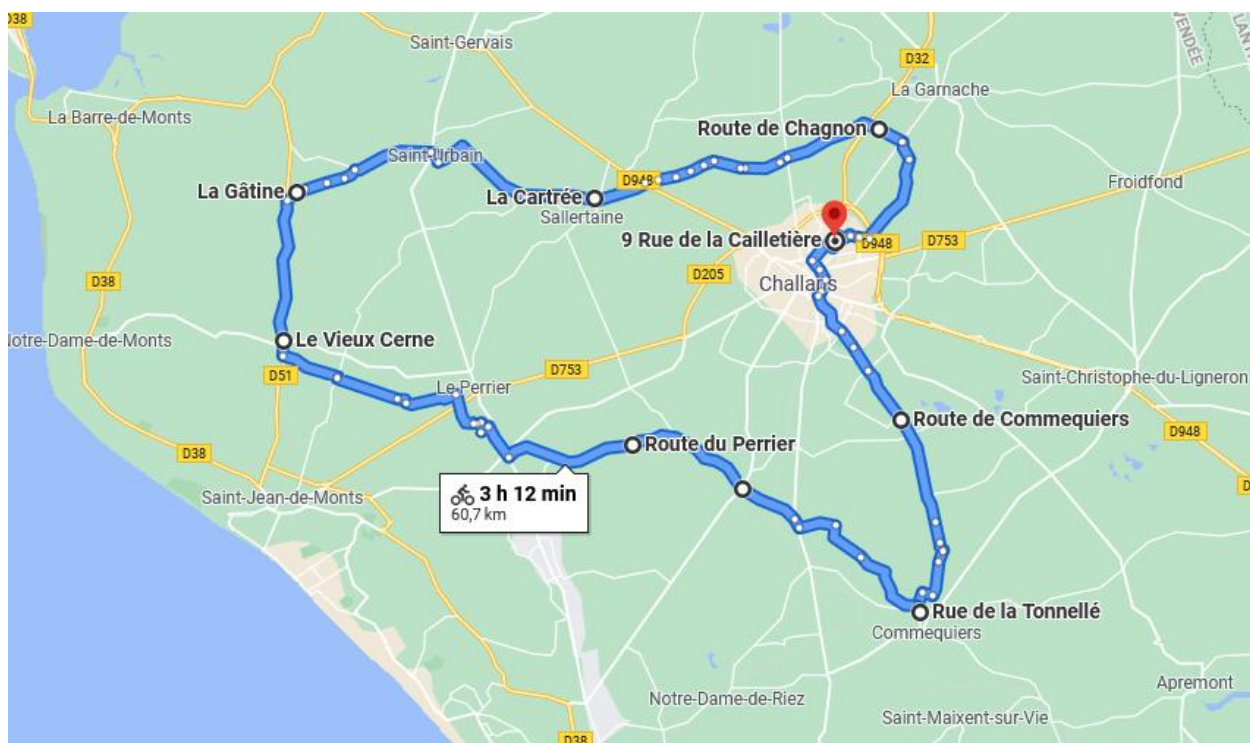 D38
Saint-Gervais
VENDÉE
D32
La Garnache
La Barre-de-Monts
Route de Chagnon
Saint-Urbain
La Gâtine
La Cartrée
D948
Froidfond
Sallertaine
9 Rue de la Cailletière
D948
D753
D205
D38
Challans
Notre-Dame-de-Monts
Le Vieux Cerne
D753
D51
Le Perrier
Saint-Christophe-du-Ligneron
Route de Commequiers
D948
Route du Perrier
D38
3 h 12 min
60,7 km
Saint-Jean-de-Monts
Rue de la Tonnellé
Commequiers
Apremont
Notre-Dame-de-Riez
Saint-Maixent-sur-Vie
D38